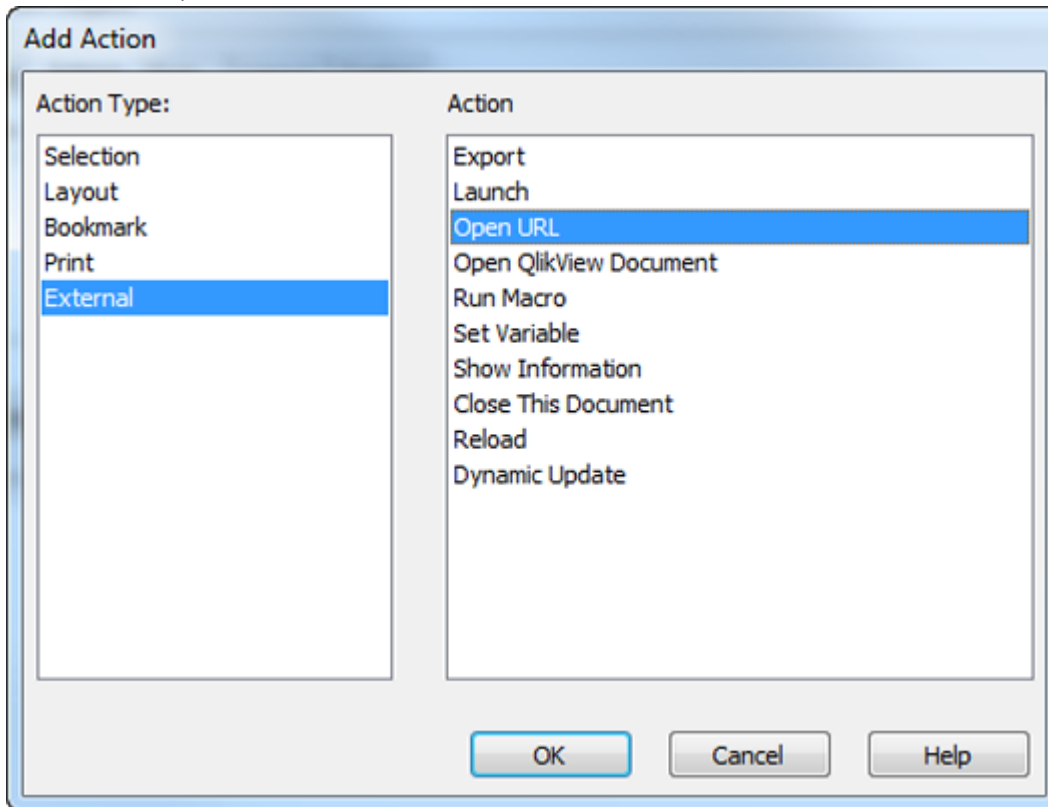 Add Action
Action Type:
Selection
Layout
Bookmark
Print
External
Action
Export
Launch
Open URL
Open QlikView Document
Run Macro
Set Variable
Show Information
Close This Document
Reload
Dynamic Update
OK
Cancel
Help